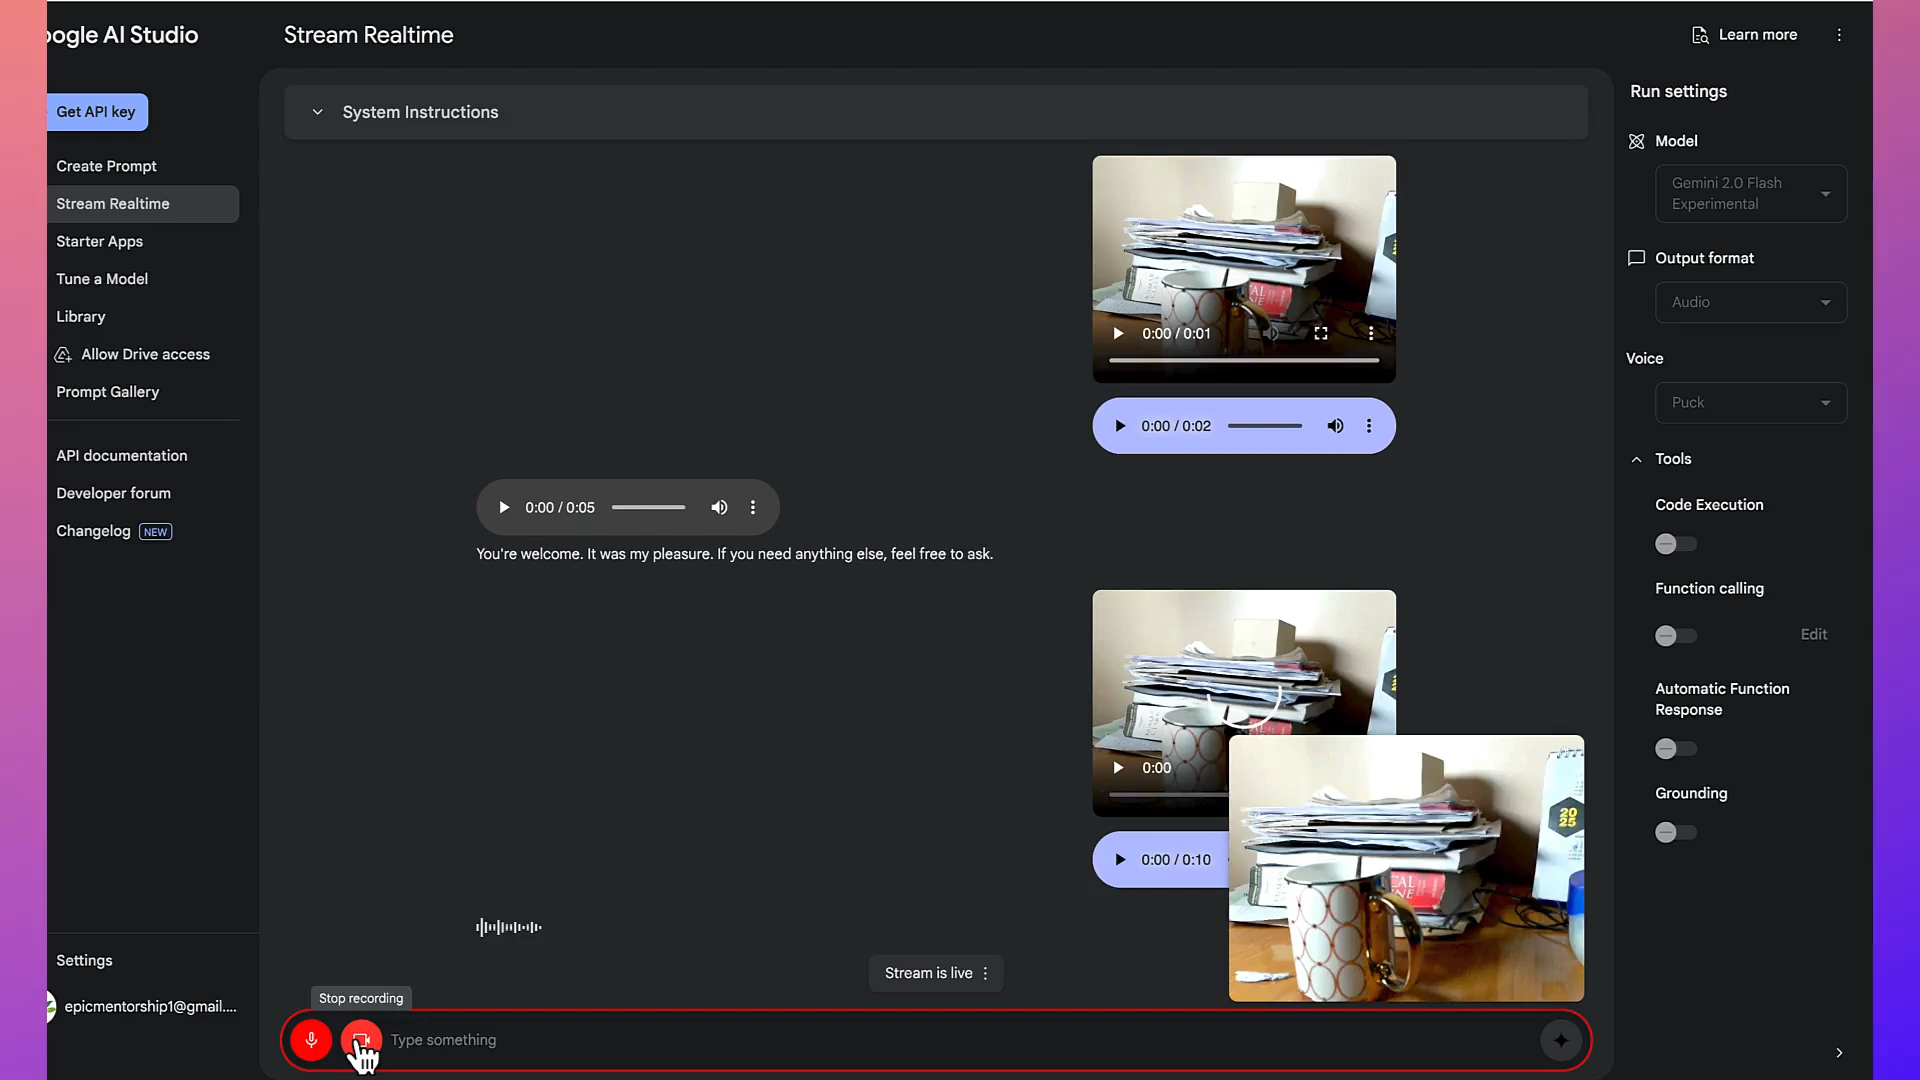 oogle AI Studio
Stream Realtime
Learn more
Get API key
Create Prompt
Stream Realtime
Starter Apps
Tune a Model
Library
Allow Drive access
Prompt Gallery
API documentation
Developer forum
Changelog NEW
Settings
epicmentorship1@gmail....
System Instructions
0:00 / 0:01
0:00 / 0:02
0:00 / 0:05
You're welcome. It was my pleasure. If you need anything else, feel free to ask.
0:00
0:00 / 0:10
20
25
CAL
INE
Stream is live
Stop recording
Type something
Run settings
Model
Gemini 2.0 Flash
Experimental
Output format
Audio
Voice
Puck
Tools
Code Execution
Function calling
Edit
Automatic Function
Response
Grounding